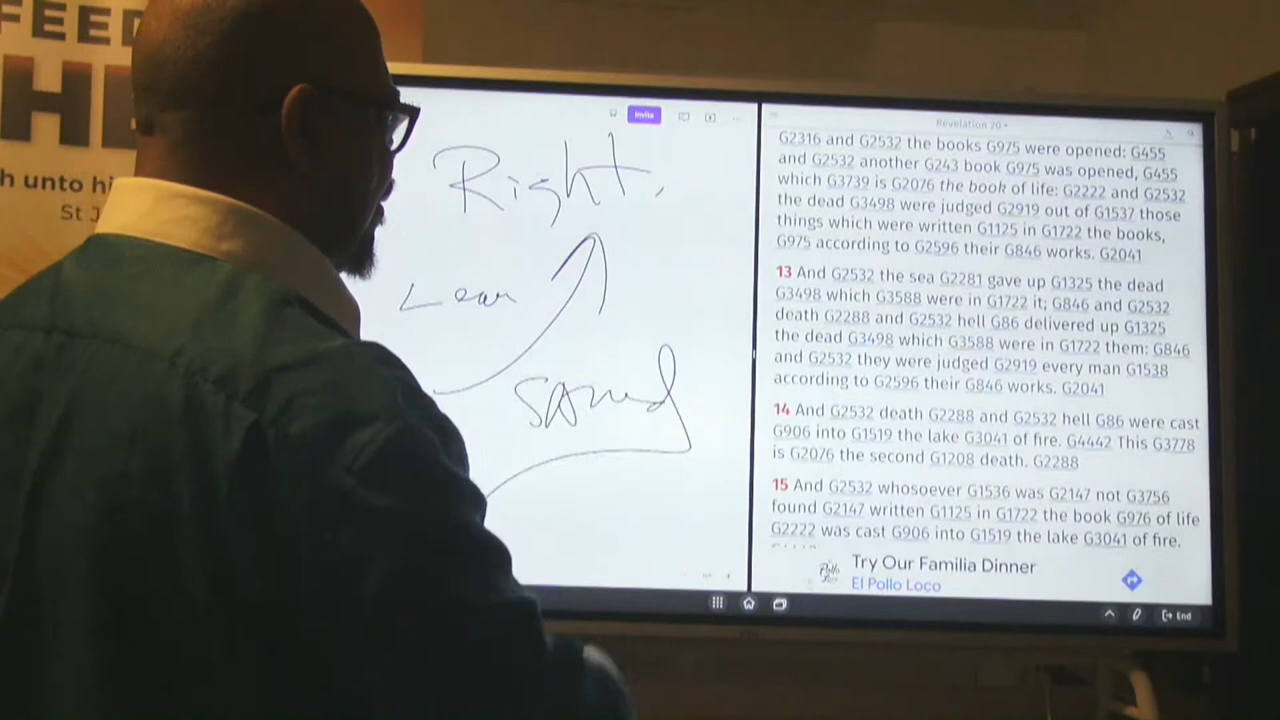 FEED
HE
h unto hi
St J
Invite
Right.
Lear
saved
Revelation 20
G2316 and G2532 the books G975 were opened: G455
and G2532 another G243 book G975 was opened, G455
which G3739 is G2076 the book of life: G2222 and G2532
the dead G3498 were judged G2919 out of G1537 those
things which were written G1125 in G1722 the books,
G975 according to G2596 their G846 works. G2041
13 And G2532 the sea G2281 gave up G1325 the dead
G3498 which G3588 were in G1722 it; G846 and G2532
death G2288 and G2532 hell G86 delivered up G1325
the dead G3498 which G3588 were in G1722 them: G846
and G2532 they were judged G2919 every man G1538
according to G2596 their G846 works. G2041
14 And G2532 death G2288 and G2532 hell G86 were cast
G906 into G1519 the lake G3041 of fire. G4442 This G3778
is G2076 the second G1208 death. G2288
15 And G2532 whosoever G1536 was G2147 not G3756
found G2147 written G1125 in G1722 the book G976 of life
G2222 was cast G906 into G1519 the lake G3041 of fire.
Pollo
Loco
Try Our Familia Dinner
El Pollo Loco
End